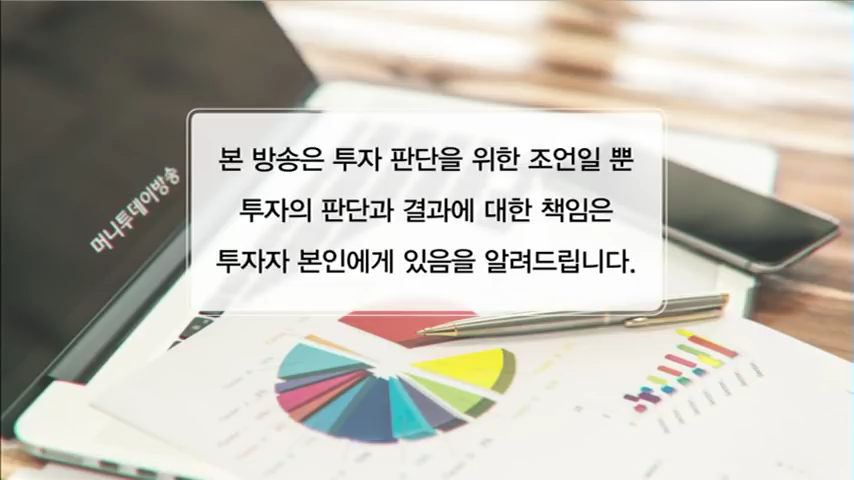 본 방송은 투자 판단을 위한 조언일 뿐
투자의 판단과 결과에 대한 책임은
투자자 본인에게 있음을 알려드립니다.
머니투데이방송